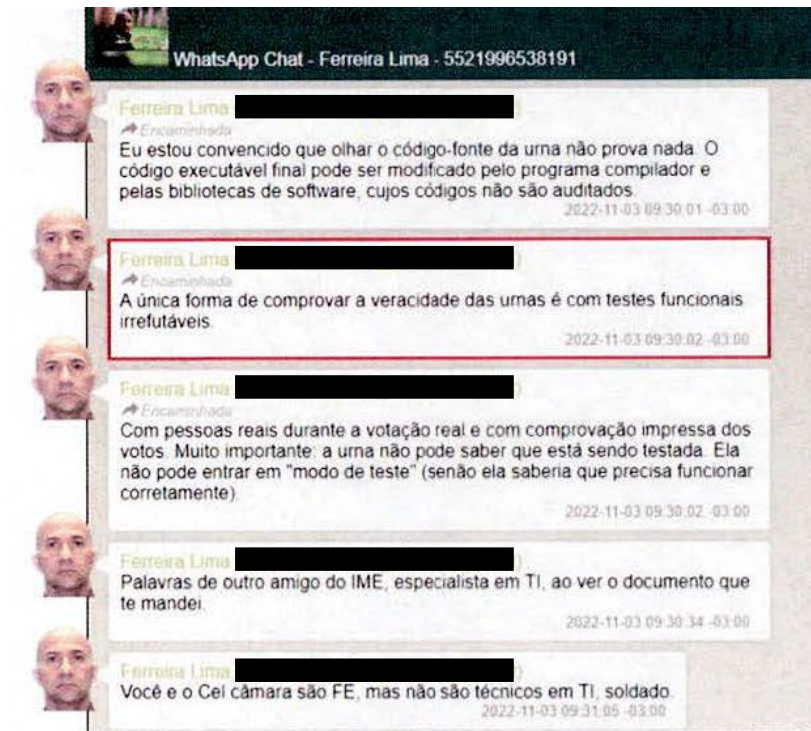 WhatsApp Chat - Ferreira Lima - 5521996538191
Ferreira Lima
Encaminhada
Eu estou convencido que olhar o código-fonte da urna não prova nada. O
código executável final pode ser modificado pelo programa compilador e
pelas bibliotecas de software, cujos códigos não são auditados.
2022-11-03 09:30:01 -03:00
Ferreira Lima
Encaminhada
A única forma de comprovar a veracidade das urnas é com testes funcionais
irrefutáveis.
2022-11-03 09:30:02 -03:00
Ferreira Lima
Encaminhada
Com pessoas reais durante a votação real e com comprovação impressa dos
votos. Muito importante: a urna não pode saber que está sendo testada. Ela
não pode entrar em "modo de teste" (senão ela saberia que precisa funcionar
corretamente).
2022-11-03 09:30:02 -03:00
Ferreira Lima
Palavras de outro amigo do IME, especialista em TI, ao ver o documento que
te mandei.
2022-11-03 09:30:34 -03:00
Ferreira Lima
Você e o Cel câmara são FE, mas não são técnicos em TI, soldado.
2022-11-03 09:31:05 -03:00